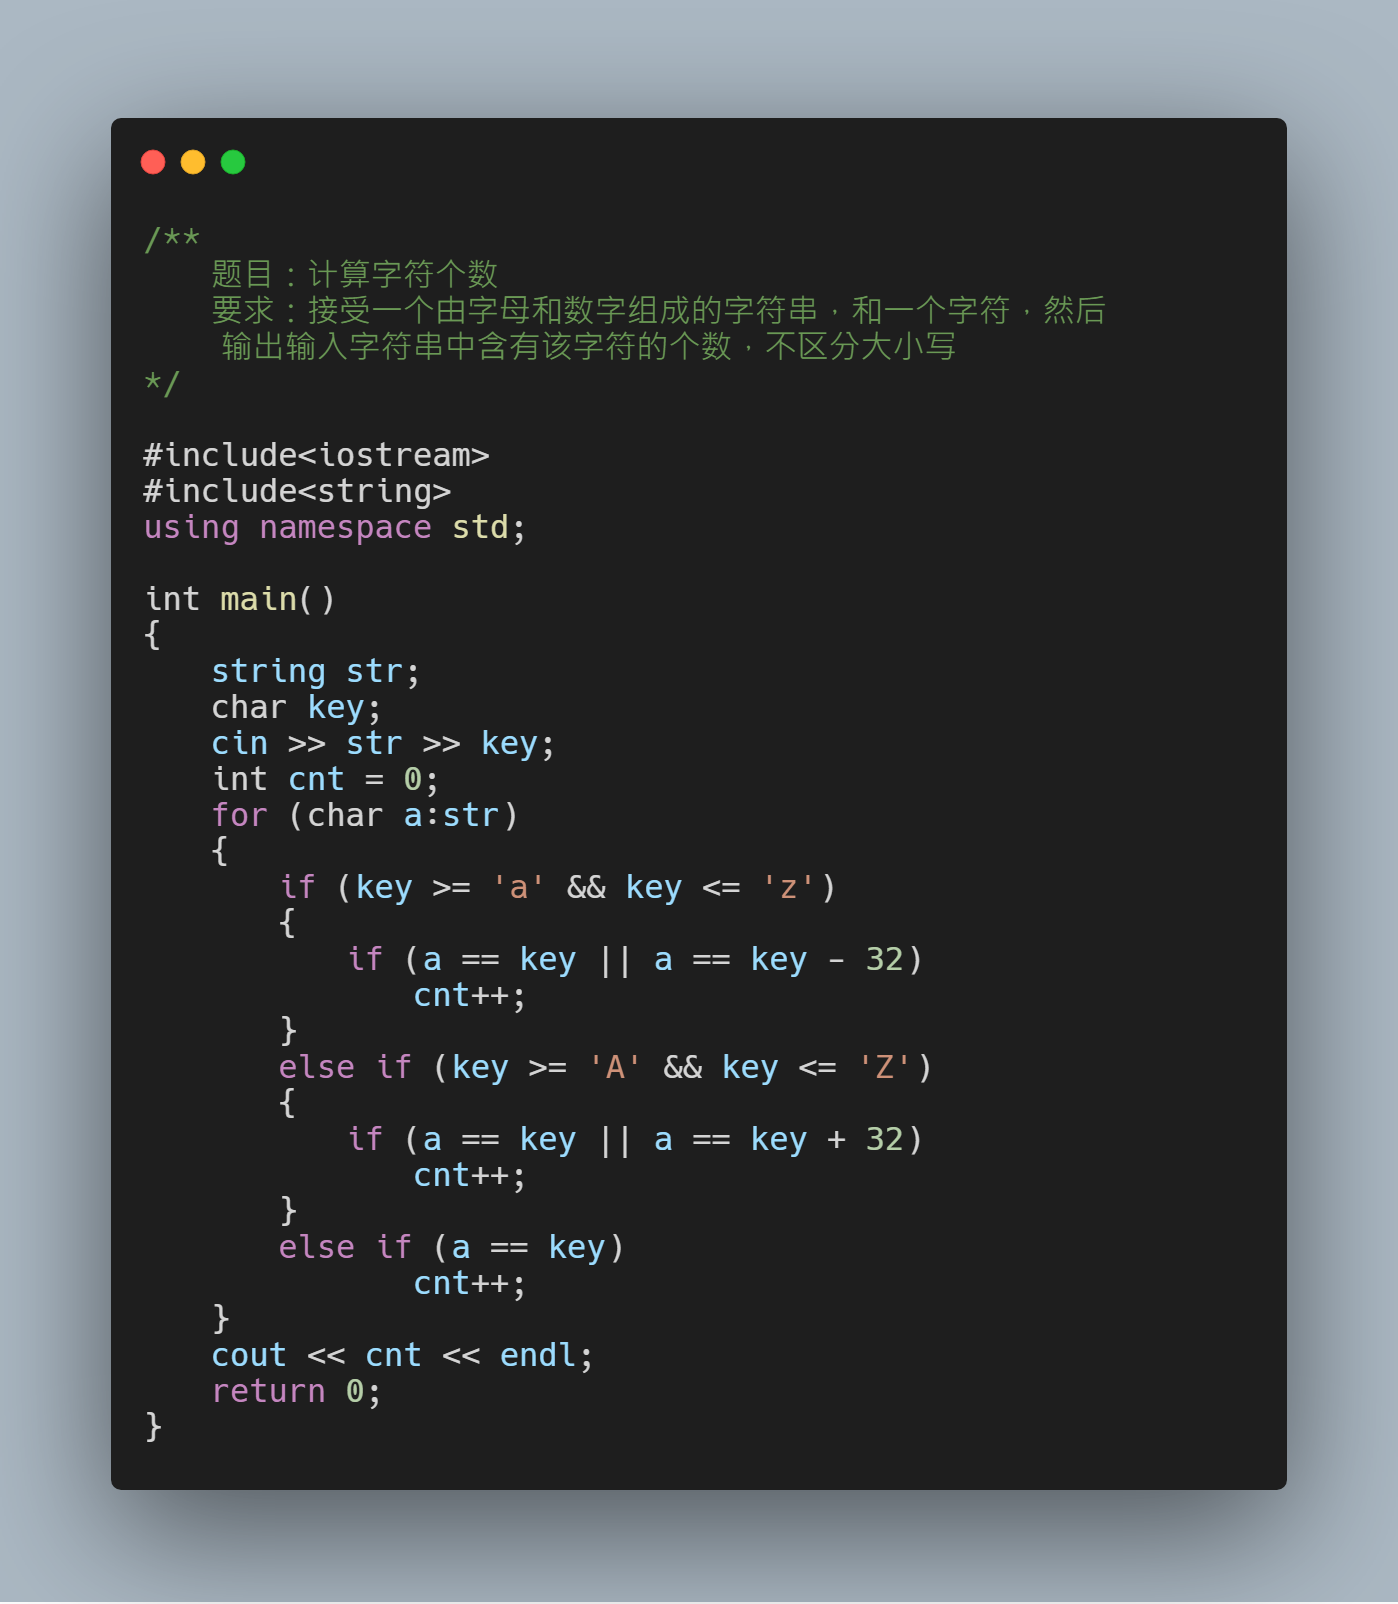 /**
题目：计算字符个数
要求：接受一个由字母和数字组成的字符串，和一个字符，然后
输出输入字符串中含有该字符的个数，不区分大小写
*/
#include<iostream>
#include<string>
using namespace std;
int main()
{
string str;
char key;
cin >> str >> key;
int cnt = 0;
for (char a:str)
{
if (key >= 'a' && key <= 'z')
{
if (a == key || a == key - 32)
cnt++;
}
else if (key >= 'A' && key <= 'Z')
{
if (a == key || a == key + 32)
cnt++;
}
else if (a == key)
cnt++;
}
cout << cnt << endl;
return 0;
}